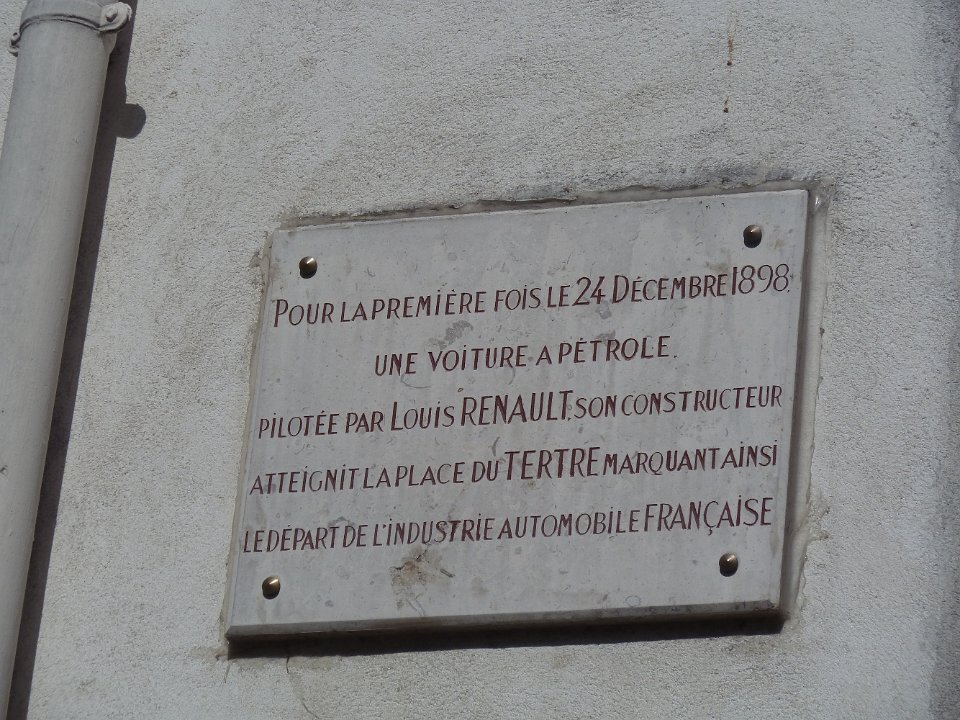 POUR LA PREMIÈRE FOIS LE 24 DÉCEMBRE 1898,
UNE VOITURE A PÉTROLE.
PILOTÉE PAR LOUIS RENAULT, SON CONSTRUCTEUR
ATTEIGNIT LA PLACE DU TERTRE MARQUANT AINSI
LE DÉPART DE L'INDUSTRIE AUTOMOBILE FRANÇAISE